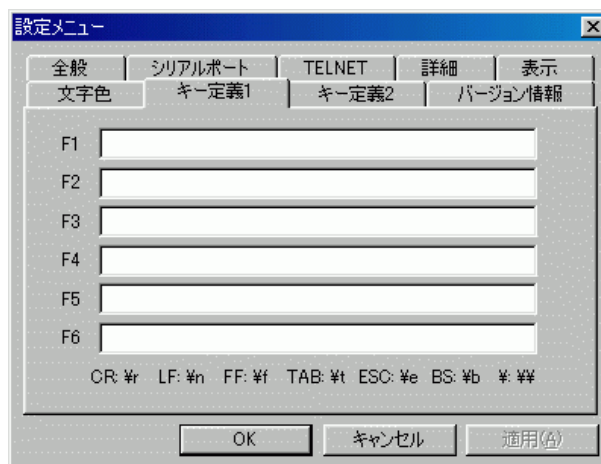 設定メニュー
全般 シリアルポート TELNET 詳細 表示
文字色 キー定義1 キー定義2 バージョン情報
F1
F2
F3
F4
F5
F6
CR: ¥r LF: ¥n FF: ¥f TAB: ¥t ESC: ¥e BS: ¥b ¥: ¥¥
OK キャンセル 適用(A)